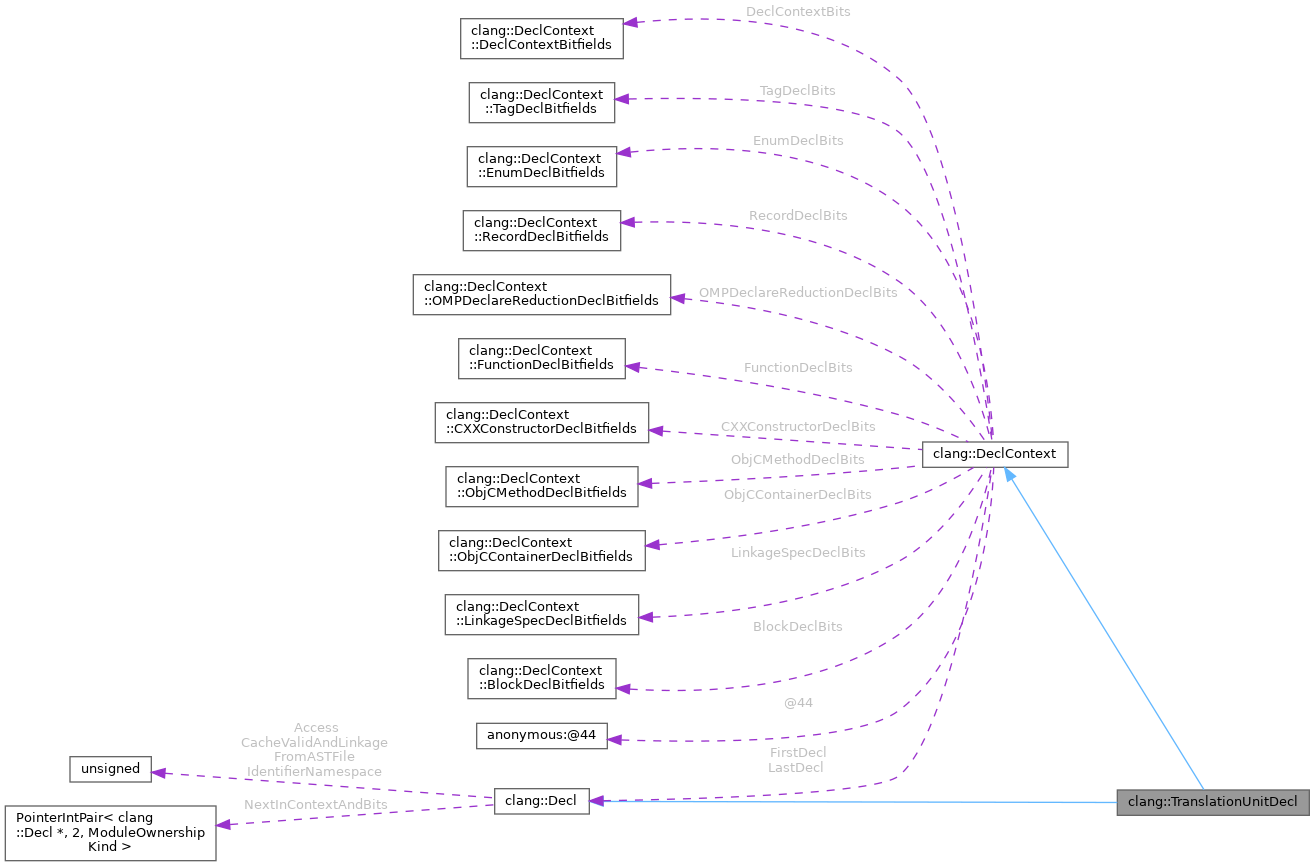 DeclContextBits
clang::DeclContext
::DeclContextBitfields
TagDeclBits
clang::DeclContext
::TagDeclBitfields
EnumDeclBits
clang::DeclContext
::EnumDeclBitfields
RecordDeclBits
clang::DeclContext
::RecordDeclBitfields
OMPDeclareReductionDeclBits
clang::DeclContext
::OMPDeclareReductionDeclBitfields
FunctionDeclBits
clang::DeclContext
::FunctionDeclBitfields
CXXConstructorDeclBits
clang::DeclContext
::CXXConstructorDeclBitfields
clang::DeclContext
ObjCMethodDeclBits
clang::DeclContext
::ObjCMethodDeclBitfields
ObjCContainerDeclBits
clang::DeclContext
::ObjCContainerDeclBitfields
LinkageSpecDeclBits
clang::DeclContext
::LinkageSpecDeclBitfields
BlockDeclBits
clang::DeclContext
::BlockDeclBitfields
@44
anonymous:@44
FirstDecl
LastDecl
Access
CacheValidAndLinkage
FromASTFile
IdentifierNamespace
unsigned
clang::Decl
clang::TranslationUnitDecl
NextInContextAndBits
PointerIntPair< clang
::Decl *, 2, ModuleOwnership
Kind >